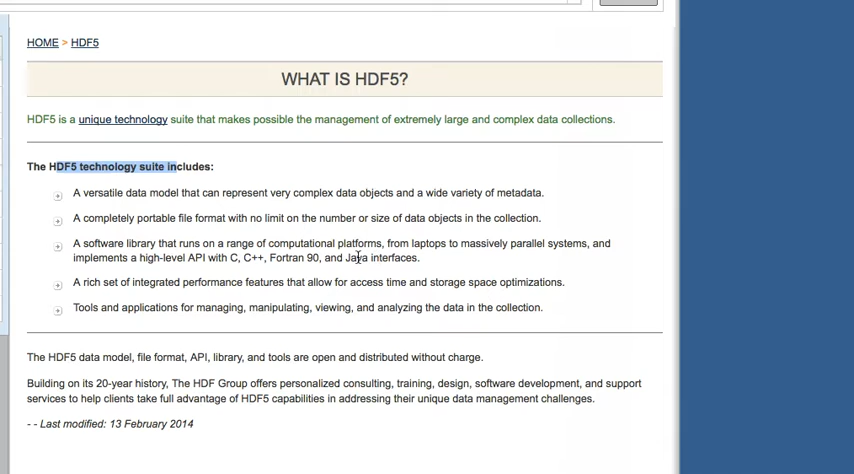 HOME > HDF5
WHAT IS HDF5?
HDF5 is a unique technology suite that makes possible the management of extremely large and complex data collections.
The HDF5 technology suite includes:
A versatile data model that can represent very complex data objects and a wide variety of metadata.
A completely portable file format with no limit on the number or size of data objects in the collection.
A software library that runs on a range of computational platforms, from laptops to massively parallel systems, and
implements a high-level API with C, C++, Fortran 90, and Java interfaces.
A rich set of integrated performance features that allow for access time and storage space optimizations.
Tools and applications for managing, manipulating, viewing, and analyzing the data in the collection.
The HDF5 data model, file format, API, library, and tools are open and distributed without charge.
Building on its 20-year history, The HDF Group offers personalized consulting, training, design, software development, and support
services to help clients take full advantage of HDF5 capabilities in addressing their unique data management challenges.
- - Last modified: 13 February 2014